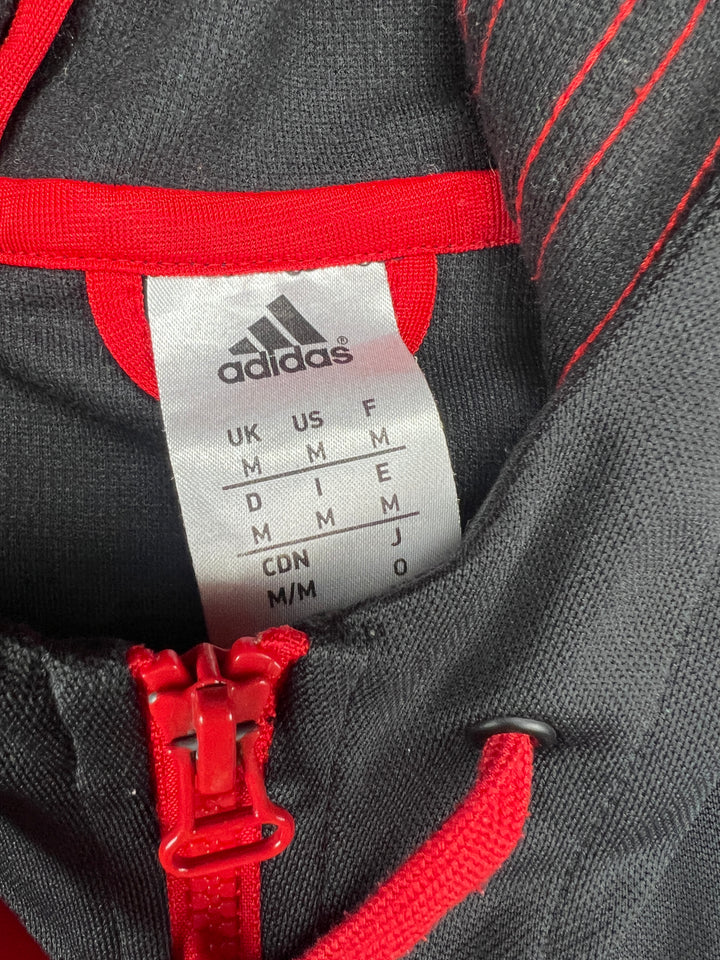 adidas®
UK US F
M M M
D I E
M M M
CDN J
M/M O